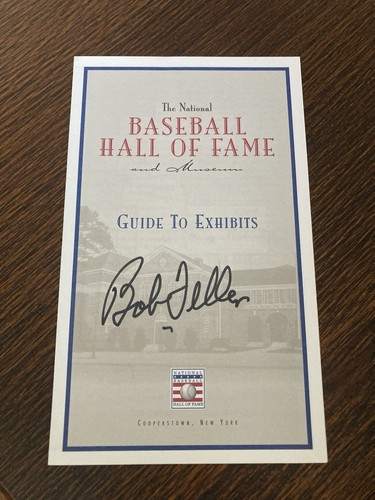 The National
BASEBALL
HALL OF FAME
and Museum
GUIDE TO EXHIBITS
Bob Feller
NATIONAL
BASEBALL
HALL OF FAME
COOPERSTOWN, NEW YORK